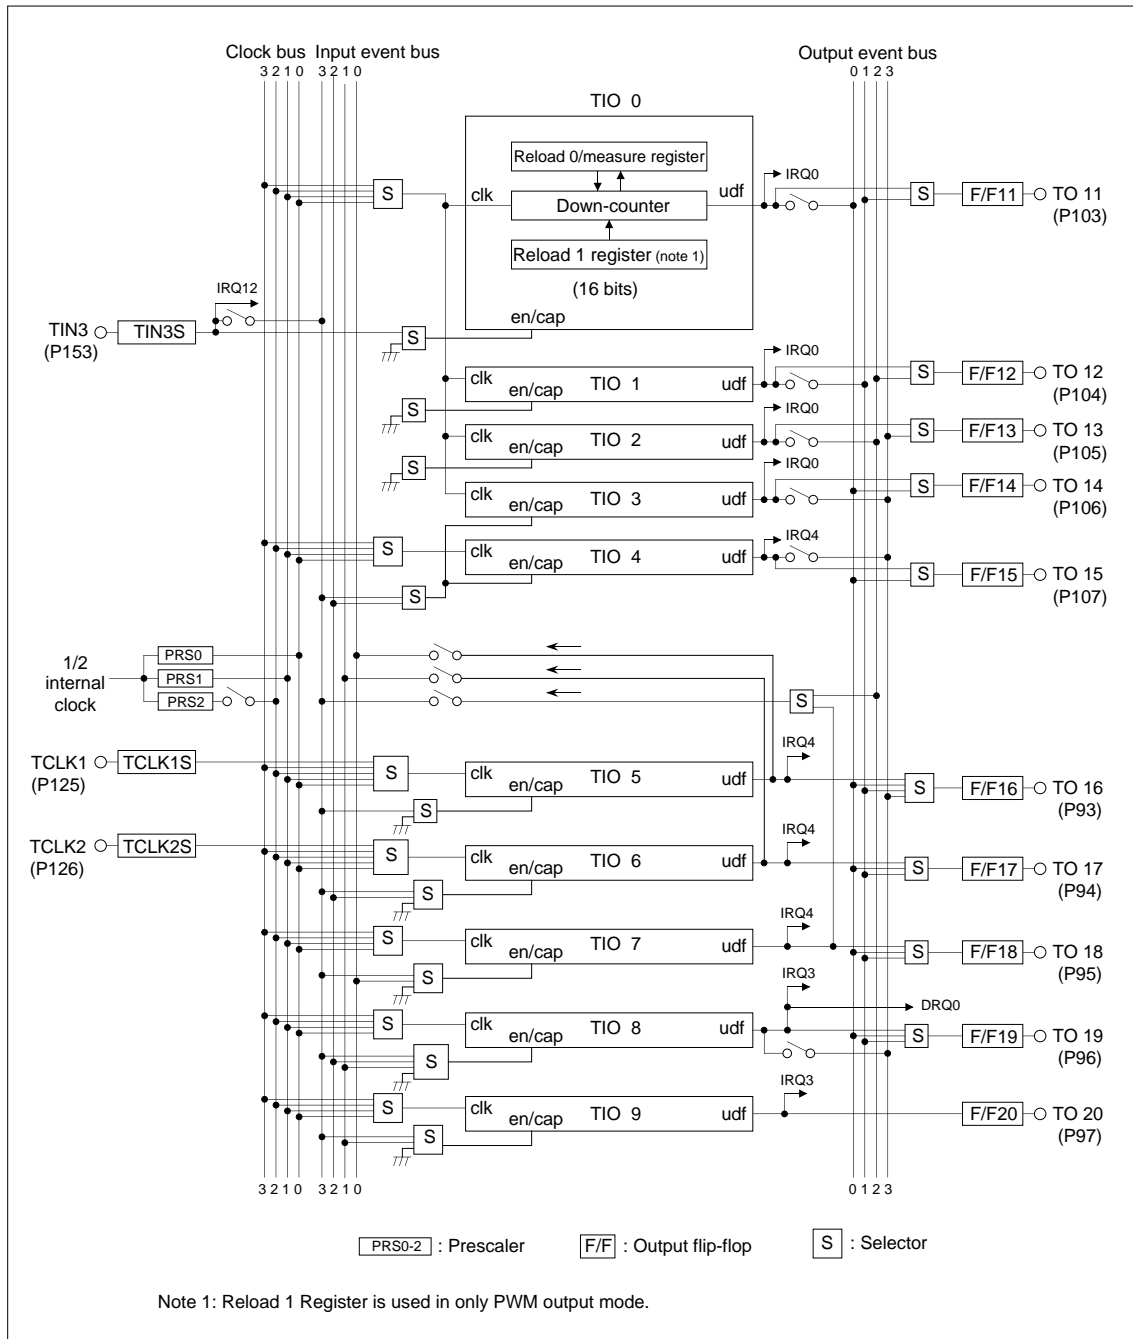 Clock bus Input event bus Output event bus
3 2 1 0 3 2 1 0 0 1 2 3
TIO 0
Reload 0/measure register
IRQ0
S clk Down-counter udf S F/F11 TO 11
(P103)
Reload 1 register (note 1)
(16 bits)
IRQ12
en/cap
TIN3 TIN3S S
(P153)
IRQ0
clk TIO 1 udf S F/F12 TO 12
en/cap (P104)
S IRQ0
clk TIO 2 udf S F/F13 TO 13
en/cap (P105)
S IRQ0
clk TIO 3 udf S F/F14 TO 14
en/cap (P106)
IRQ4
S clk TIO 4 udf
en/cap S F/F15 TO 15
S (P107)
PRS0
1/2
internal
clock
PRS1
PRS2 S
IRQ4
TCLK1 TCLK1S
(P125) S clk TIO 5 udf S F/F16 TO 16
en/cap (P93)
S
IRQ4
TCLK2 TCLK2S
(P126) S clk TIO 6 udf S F/F17 TO 17
en/cap (P94)
S
IRQ4
S clk TIO 7 udf S F/F18 TO 18
en/cap (P95)
S IRQ3
DRQ0
S clk TIO 8 udf S F/F19 TO 19
en/cap (P96)
S
IRQ3
S clk TIO 9 udf F/F20 TO 20
en/cap (P97)
S
3 2 1 0 3 2 1 0 0 1 2 3
PRS0-2 : Prescaler F/F : Output flip-flop S : Selector
Note 1: Reload 1 Register is used in only PWM output mode.